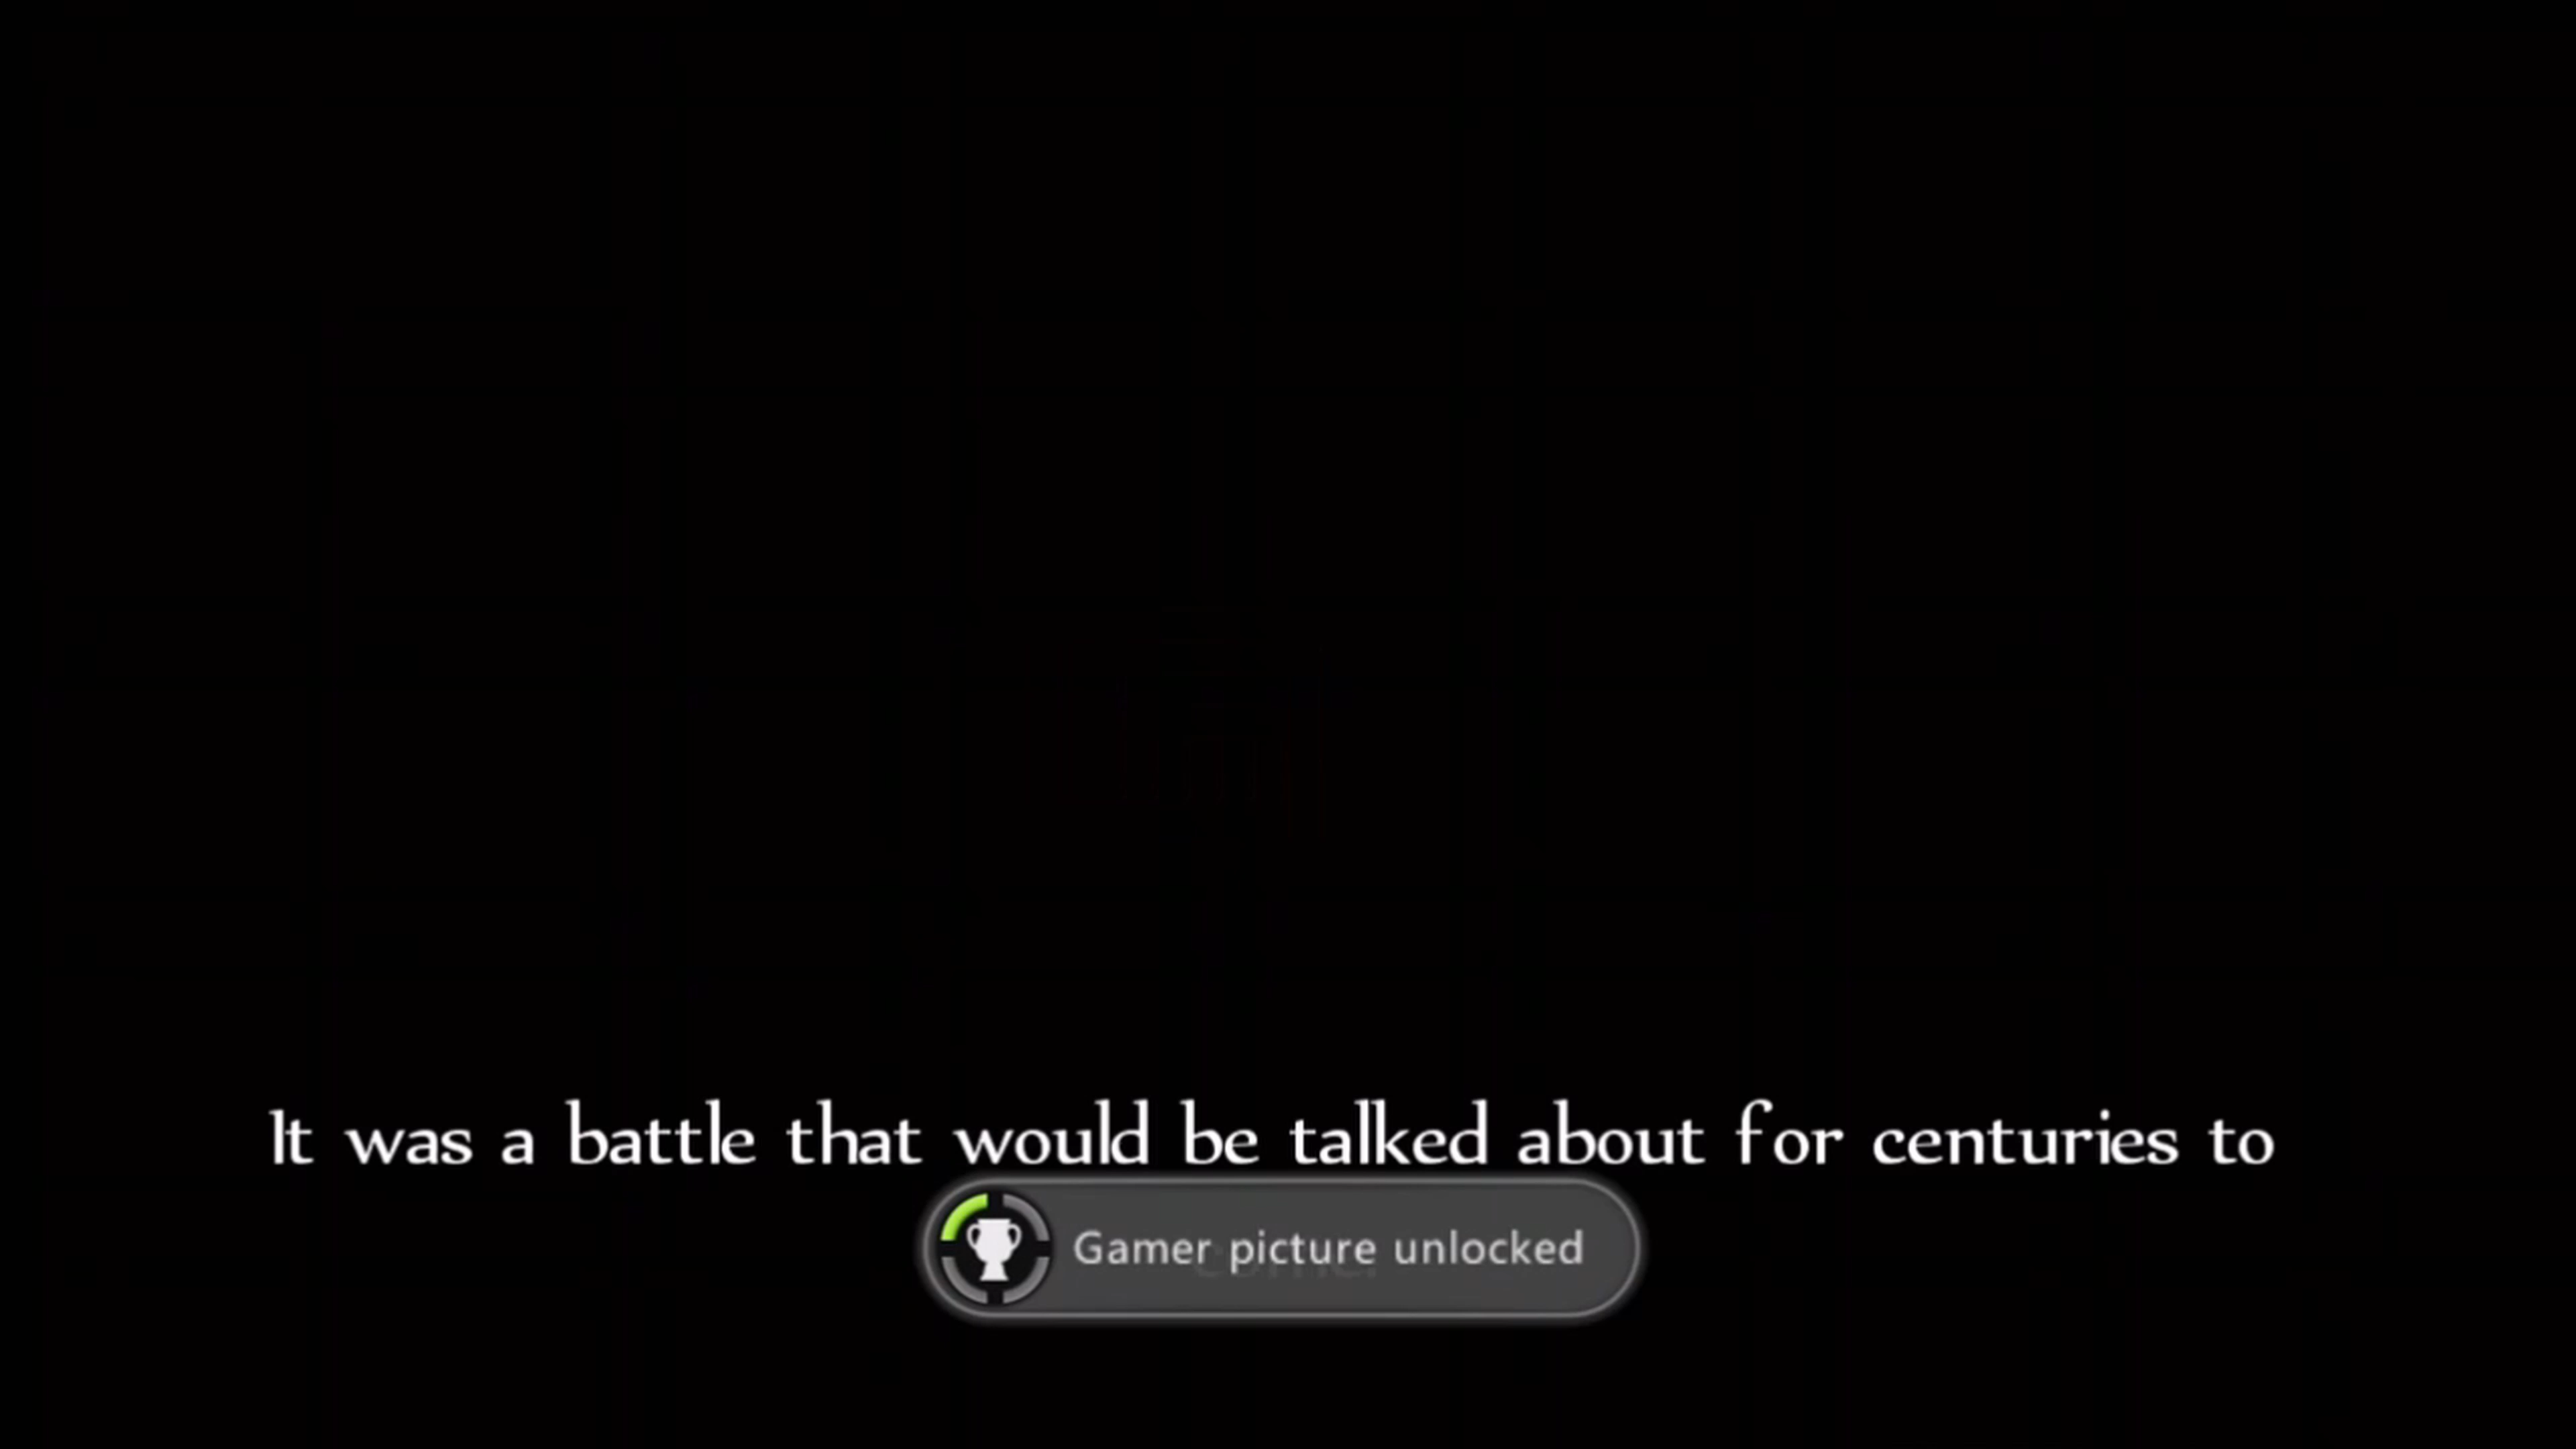 It was a battle that would be talked about for centuries to
Gamer picture unlocked